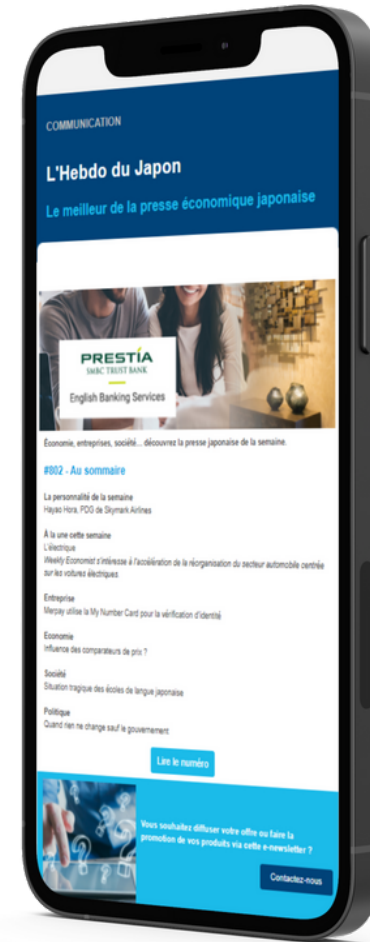 COMMUNICATION
L'Hebdo du Japon
Le meilleur de la presse économique japonaise
PRESTÍA
SMBC TRUST BANK
English Banking Services
Économie, entreprises, société... découvrez la presse japonaise de la semaine.
#802 - Au sommaire
La personnalité de la semaine
Hayao Hora, PDG de Skymark Airlines
À la une cette semaine
L'électrique
Weekly Economist s'intéresse à l'accélération de la réorganisation du secteur automobile centrée
sur les voitures électriques
Entreprise
Merpay utilise la My Number Card pour la vérification d'identité
Economie
Influence des comparateurs de prix ?
Société
Situation tragique des écoles de langue japonaise
Politique
Quand rien ne change sauf le gouvernement
Lire le numéro
Vous souhaitez diffuser votre offre ou faire la
promotion de vos produits via cette e-newsletter ?
Contactez-nous